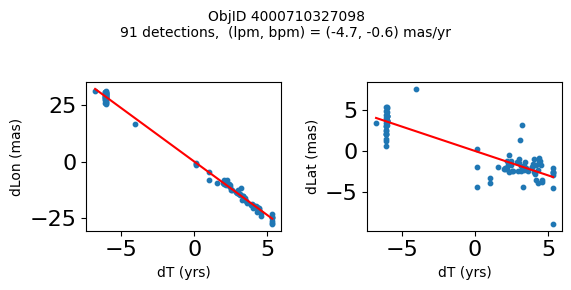 ObjID 4000710327098
91 detections,  (lpm, bpm) = (-4.7, -0.6) mas/yr
dLon (mas)
25
0
−25
−5
0
5
dT (yrs)
dLat (mas)
5
0
−5
−5
0
5
dT (yrs)